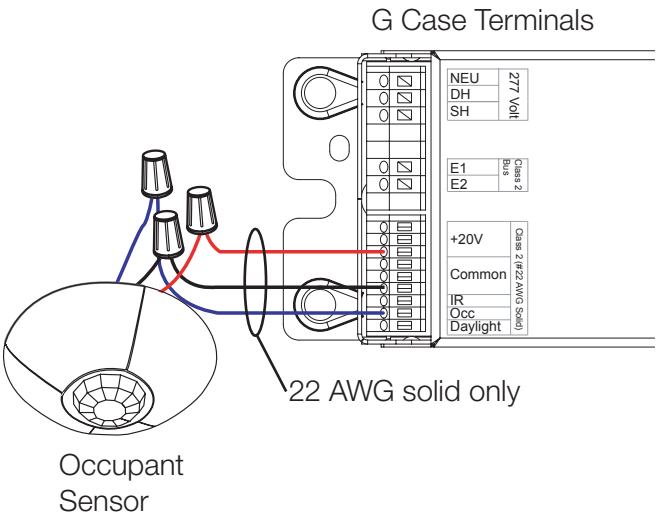 G Case Terminals
NEU
DH
SH
277 Volt
E1
E2
Class 2
Bus
+20V
Common
IR
Occ
Daylight
Class 2 (#22 AWG Solid)
22 AWG solid only
Occupant
Sensor